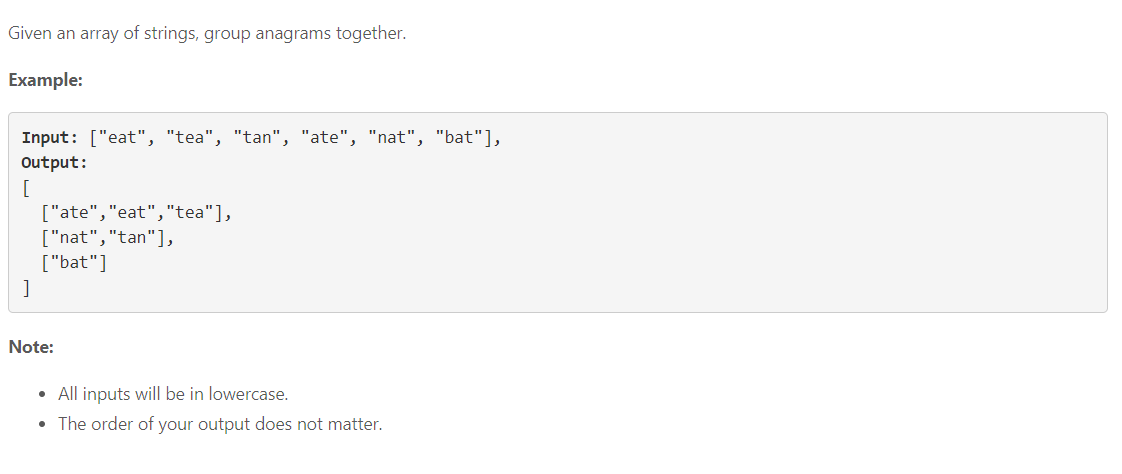 Given an array of strings, group anagrams together.
Example:
Input: ["eat", "tea", "tan", "ate", "nat", "bat"],
Output:
[
  ["ate","eat","tea"],
  ["nat","tan"],
  ["bat"]
]
Note:
• All inputs will be in lowercase.
• The order of your output does not matter.